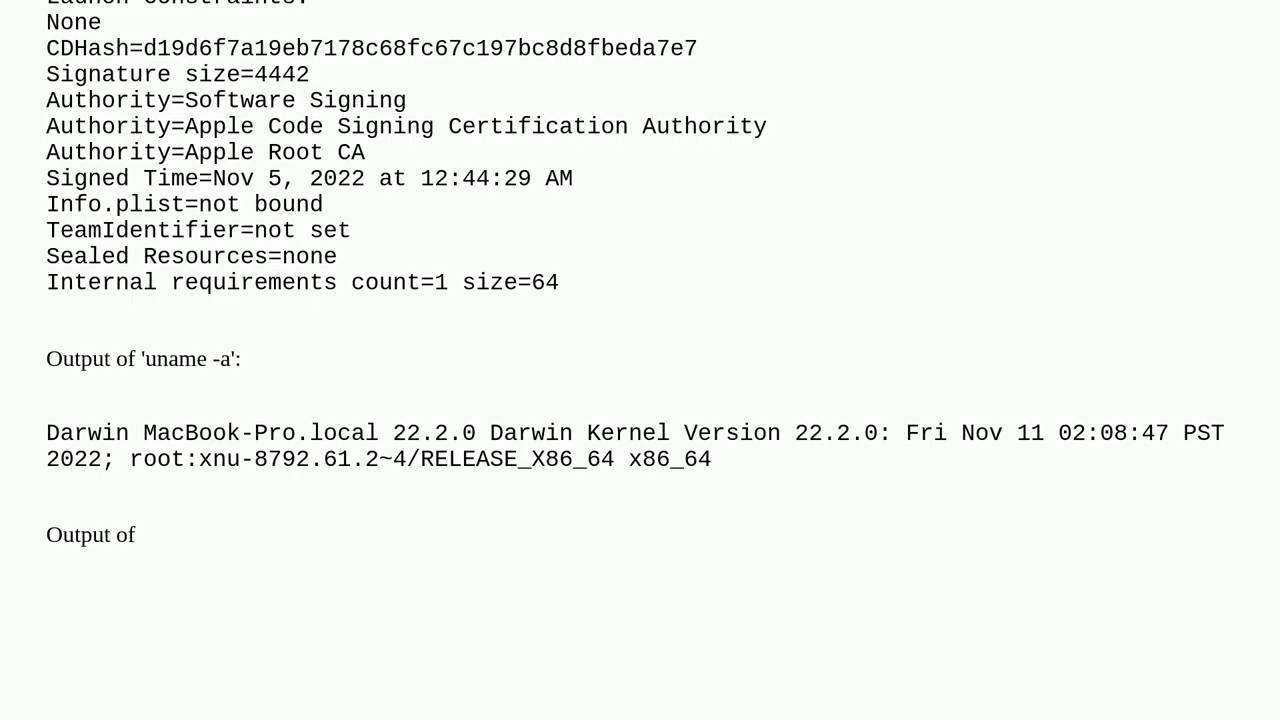 Launch Constraints:
None
CDHash=d19d6f7a19eb7178c68fc67c197bc8d8fbeda7e7
Signature size=4442
Authority=Software Signing
Authority=Apple Code Signing Certification Authority
Authority=Apple Root CA
Signed Time=Nov 5, 2022 at 12:44:29 AM
Info.plist=not bound
TeamIdentifier=not set
Sealed Resources=none
Internal requirements count=1 size=64
Output of 'uname -a':
Darwin MacBook-Pro.local 22.2.0 Darwin Kernel Version 22.2.0: Fri Nov 11 02:08:47 PST
2022; root:xnu-8792.61.2~4/RELEASE_X86_64 x86_64
Output of